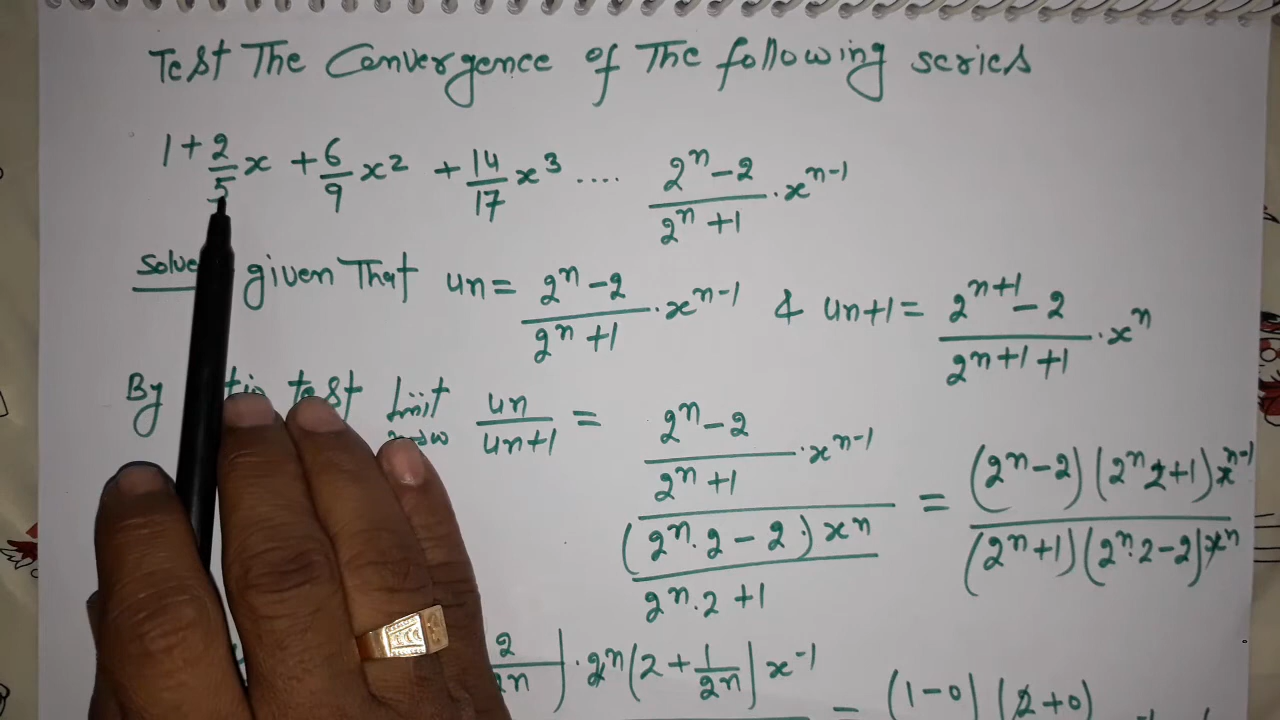 Test The Convergence of The following series
1 + 2/5 x + 6/9 x² + 14/17 x³ .... (2ⁿ - 2)/(2ⁿ + 1) . xⁿ⁻¹
given That un = (2ⁿ - 2)/(2ⁿ + 1) . xⁿ⁻¹ & un+1 = (2ⁿ⁺¹ - 2)/(2ⁿ⁺¹ + 1) . xⁿ
By test limit un/un+1 = ((2ⁿ - 2)/(2ⁿ + 1) . xⁿ⁻¹)/((2ⁿ.2 - 2)xⁿ/(2ⁿ.2 + 1)) = (2ⁿ - 2)(2ⁿ2 + 1)xⁿ⁻¹/(2ⁿ + 1)(2ⁿ.2 - 2)xⁿ
2/2ⁿ) . 2ⁿ(2 + 1/2ⁿ) x⁻¹ = (1 - 0)(2 + 0)